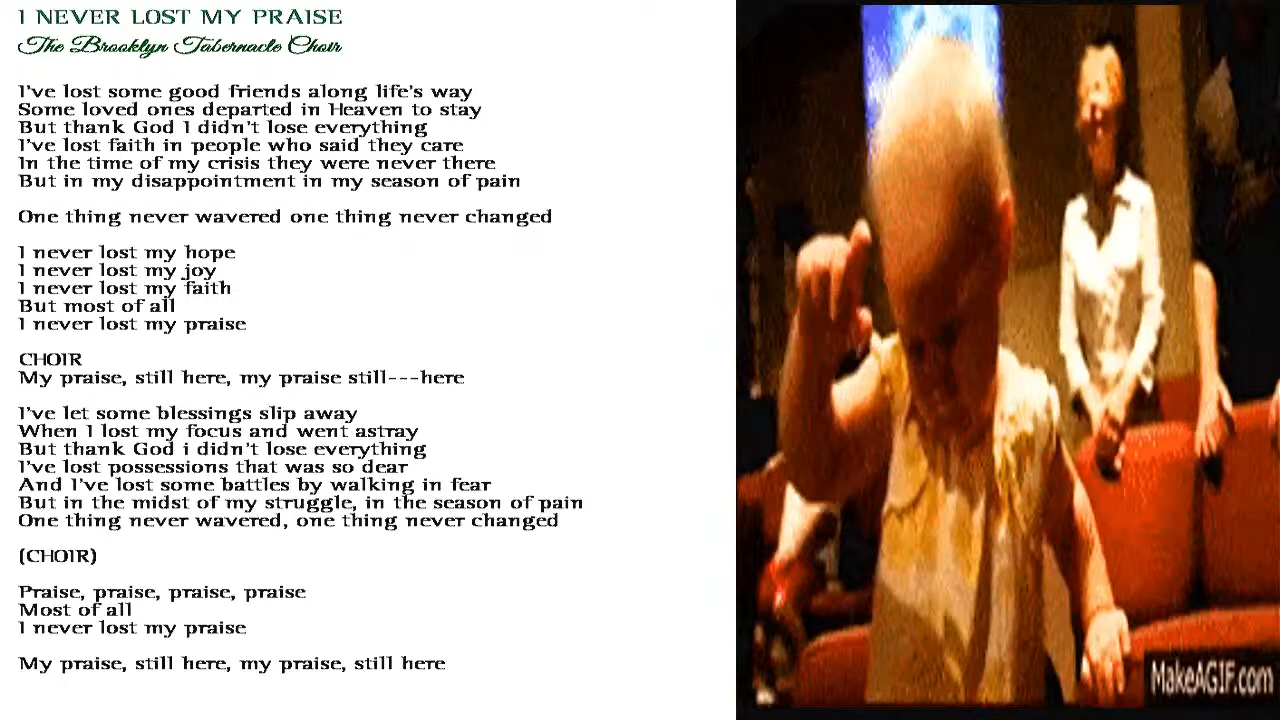 I NEVER LOST MY PRAISE
The Brooklyn Tabernacle Choir
I've lost some good friends along life's way
Some loved ones departed in Heaven to stay
But thank God I didn't lose everything
I've lost faith in people who said they care
In the time of my crisis they were never there
But in my disappointment in my season of pain
One thing never wavered one thing never changed
I never lost my hope
I never lost my joy
I never lost my faith
But most of all
I never lost my praise
CHOIR
My praise, still here, my praise still---here
I've let some blessings slip away
When I lost my focus and went astray
But thank God i didn't lose everything
I've lost possessions that was so dear
And I've lost some battles by walking in fear
But in the midst of my struggle, in the season of pain
One thing never wavered, one thing never changed
(CHOIR)
Praise, praise, praise, praise
Most of all
I never lost my praise
My praise, still here, my praise, still here
MakeAGIF.com